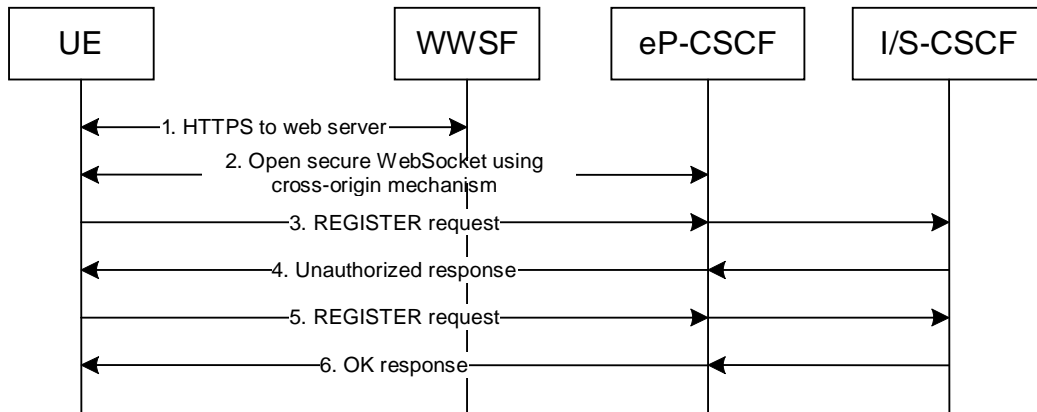 UE
WWSF
eP-CSCF
I/S-CSCF
1. HTTPS to web server
2. Open secure WebSocket using
cross-origin mechanism
3. REGISTER request
4. Unauthorized response
5. REGISTER request
6. OK response